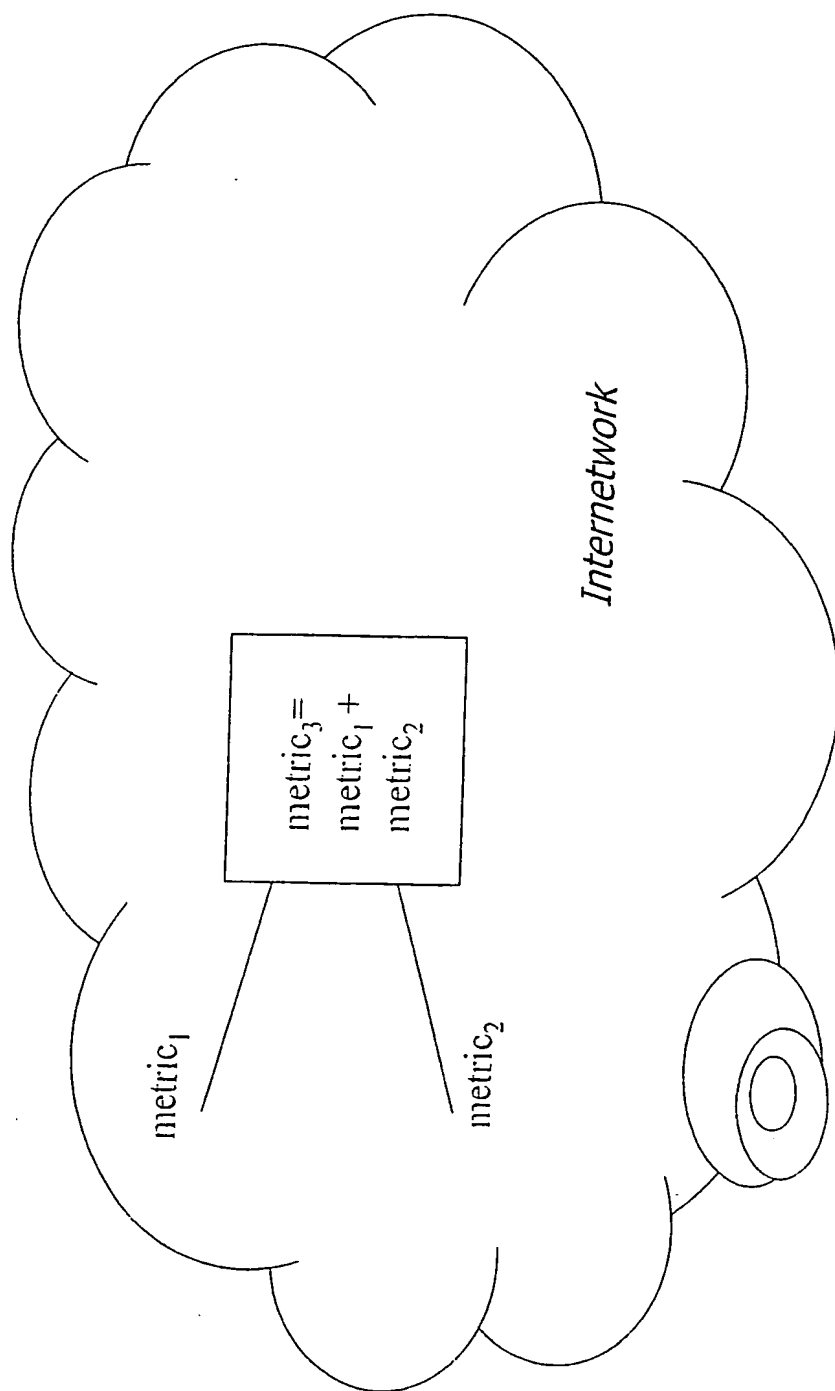 metric₁
metric₃=
metric₁ +
metric₂
metric₂
Internetwork